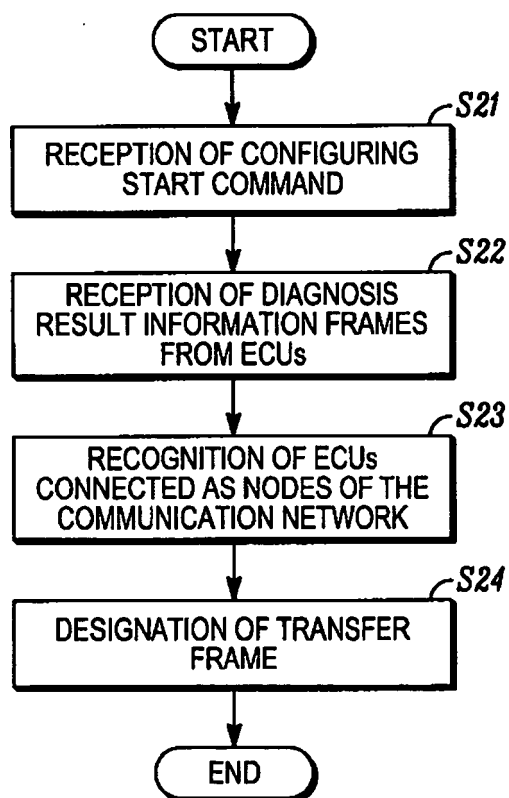 START
S21
RECEPTION OF CONFIGURING
START COMMAND
S22
RECEPTION OF DIAGNOSIS
RESULT INFORMATION FRAMES
FROM ECUs
S23
RECOGNITION OF ECUs
CONNECTED AS NODES OF THE
COMMUNICATION NETWORK
S24
DESIGNATION OF TRANSFER
FRAME
END